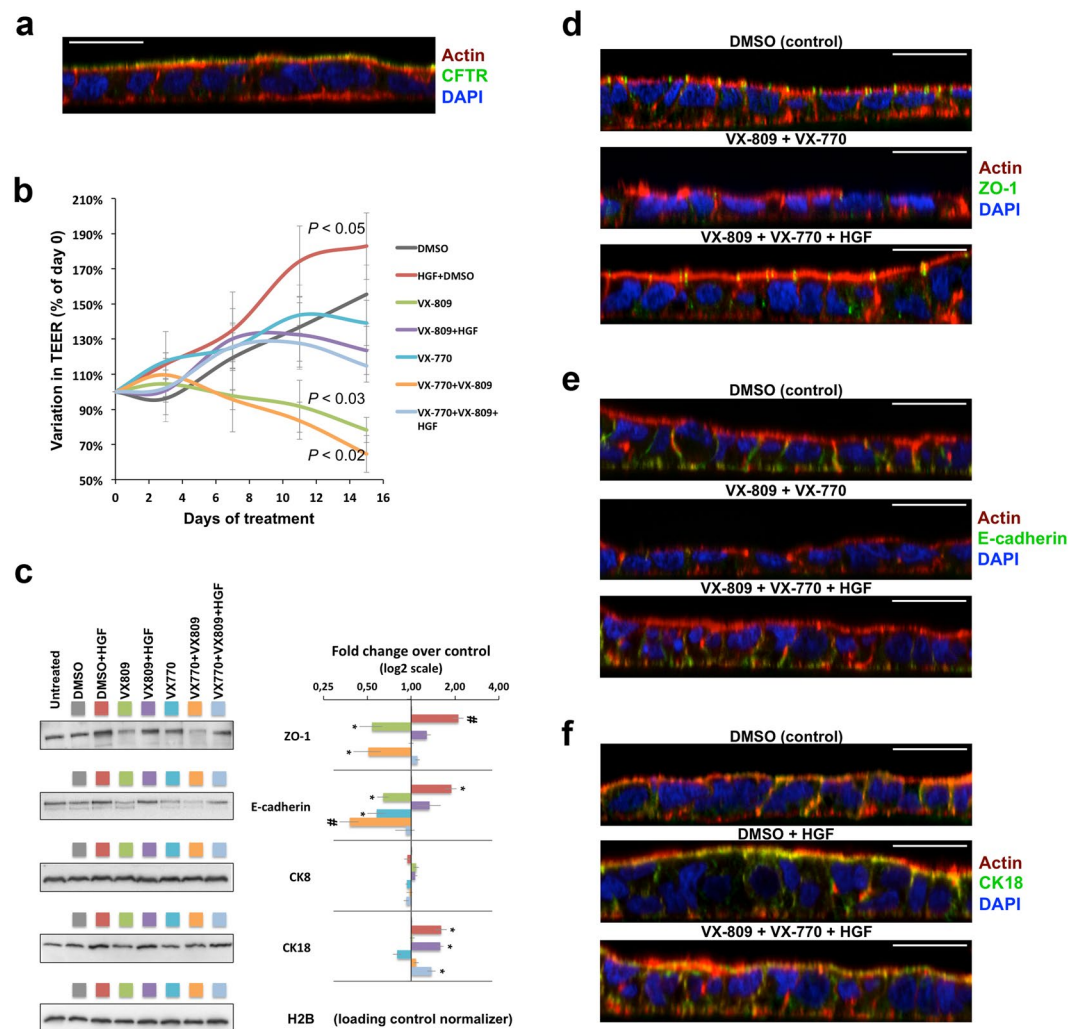 a
Actin
CFTR
DAPI
b
Variation in TEER (% of day 0)
210%
190%
170%
150%
130%
110%
90%
70%
50%
0
2
4
6
8
10
12
14
16
Days of treatment
P < 0.05
P < 0.03
P < 0.02
DMSO
HGF+DMSO
VX-809
VX-809+HGF
VX-770
VX-770+VX-809
VX-770+VX-809+
HGF
c
Untreated
DMSO
DMSO+HGF
VX809
VX809+HGF
VX770
VX770+VX809
VX770+VX809+HGF
Fold change over control
(log2 scale)
0,25
0,50
1,00
2,00
4,00
ZO-1
#
*
*
E-cadherin
*
*
*
#
CK8
CK18
*
*
*
H2B (loading control normalizer)
d
DMSO (control)
VX-809 + VX-770
VX-809 + VX-770 + HGF
Actin
ZO-1
DAPI
e
DMSO (control)
VX-809 + VX-770
VX-809 + VX-770 + HGF
Actin
E-cadherin
DAPI
f
DMSO (control)
DMSO + HGF
VX-809 + VX-770 + HGF
Actin
CK18
DAPI